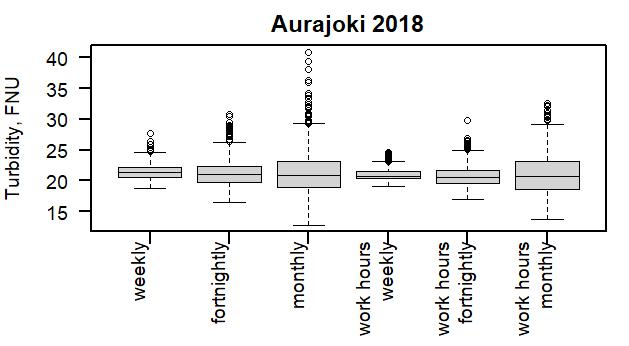 Aurajoki 2018
Turbidity, FNU
40
35
30
25
20
15
weekly
fortnightly
monthly
work hours
weekly
work hours
fortnightly
work hours
monthly